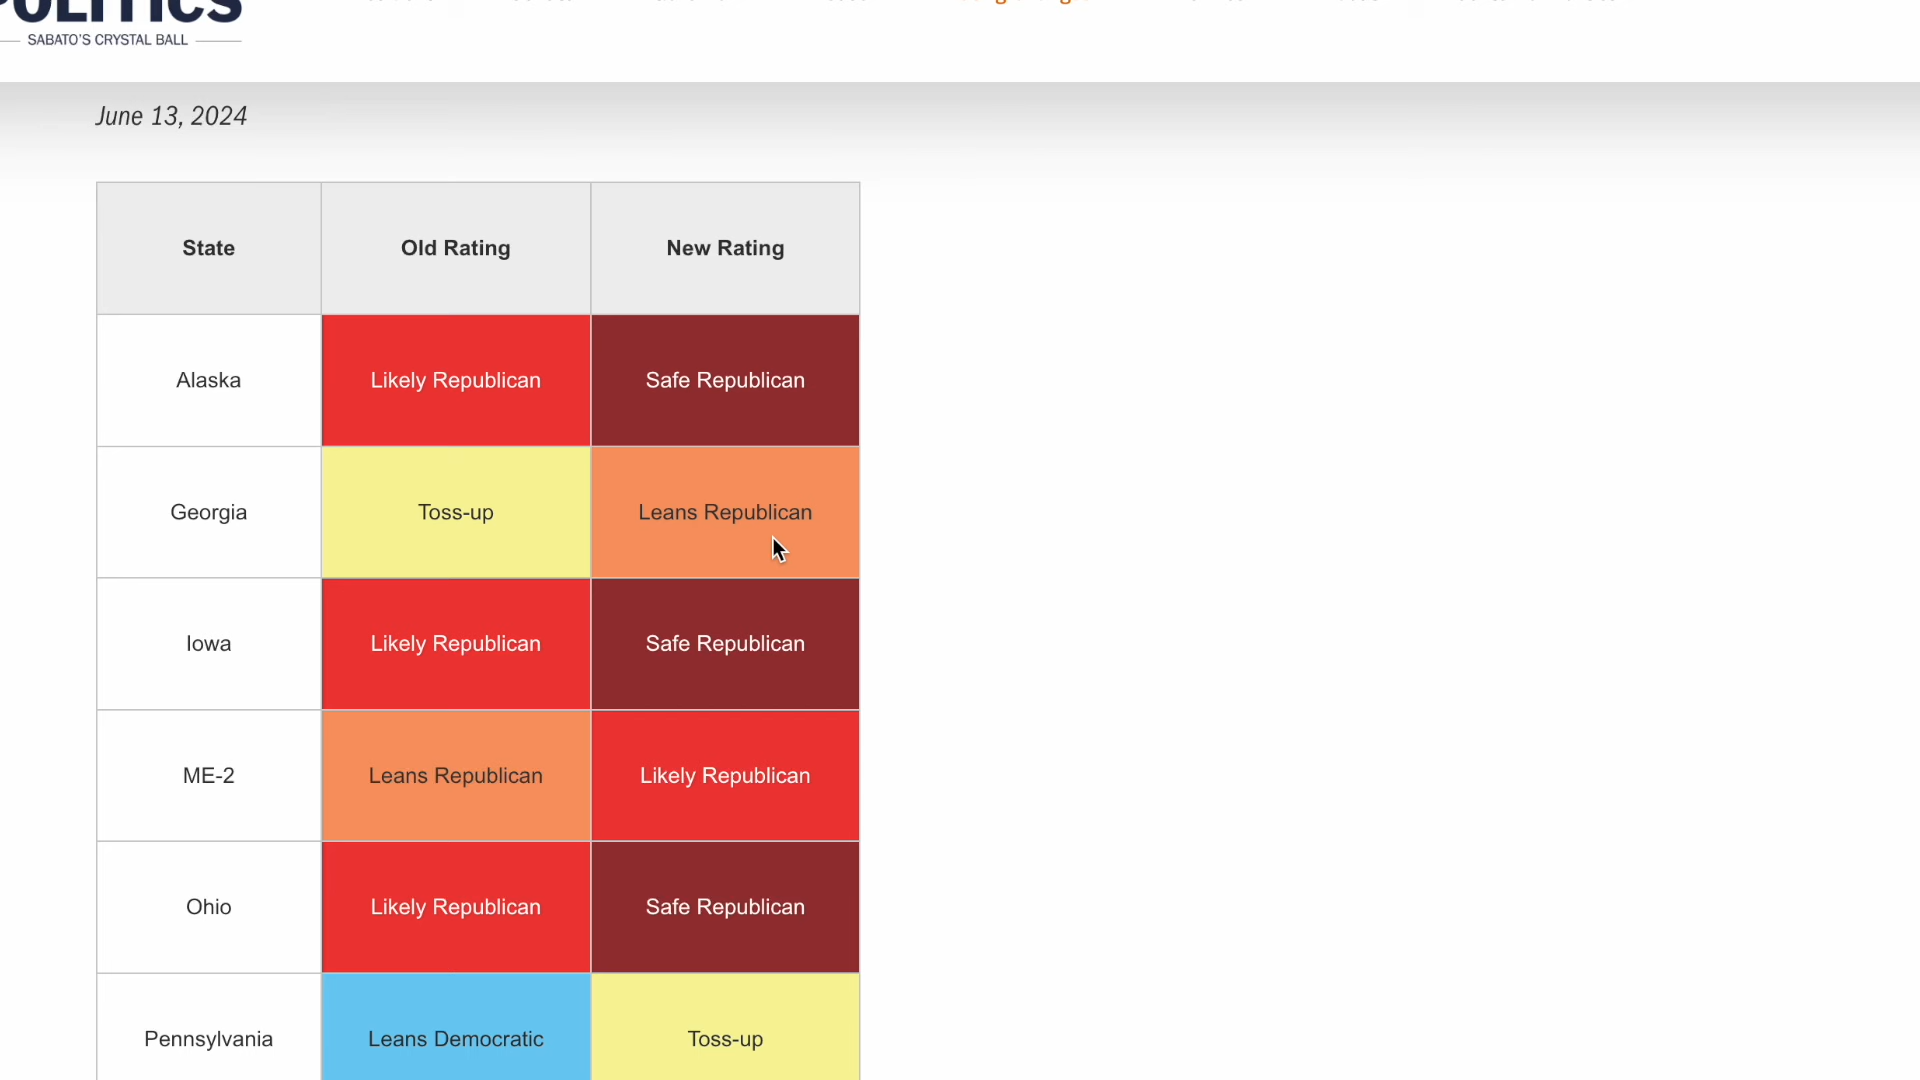 POLITICS
SABATO'S CRYSTAL BALL
June 13, 2024
State Old Rating New Rating
Alaska Likely Republican Safe Republican
Georgia Toss-up Leans Republican
Iowa Likely Republican Safe Republican
ME-2 Leans Republican Likely Republican
Ohio Likely Republican Safe Republican
Pennsylvania Leans Democratic Toss-up